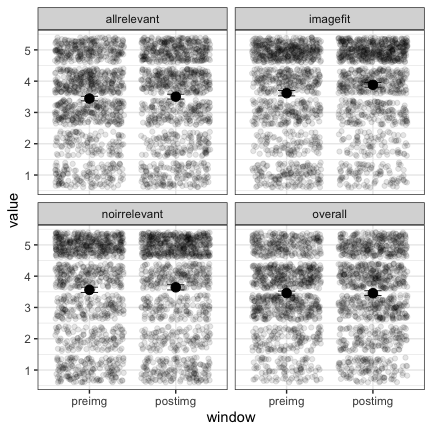 allrelevant
imagefit
5
4
3
2
1
noirrelevant
overall
5
4
3
2
1
value
preimg
postimg
preimg
postimg
window